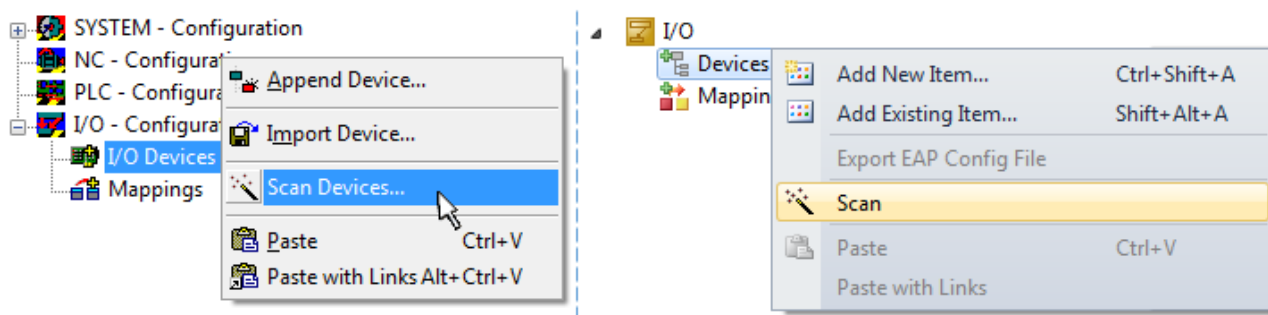 SYSTEM - Configuration
NC - Configurati
PLC - Configura
I/O - Configura
I/O Devices
Mappings
Append Device...
Import Device...
Scan Devices...
Paste Ctrl+V
Paste with Links Alt+Ctrl+V
I/O
Devices
Mappin
Add New Item... Ctrl+Shift+A
Add Existing Item... Shift+Alt+A
Export EAP Config File
Scan
Paste Ctrl+V
Paste with Links